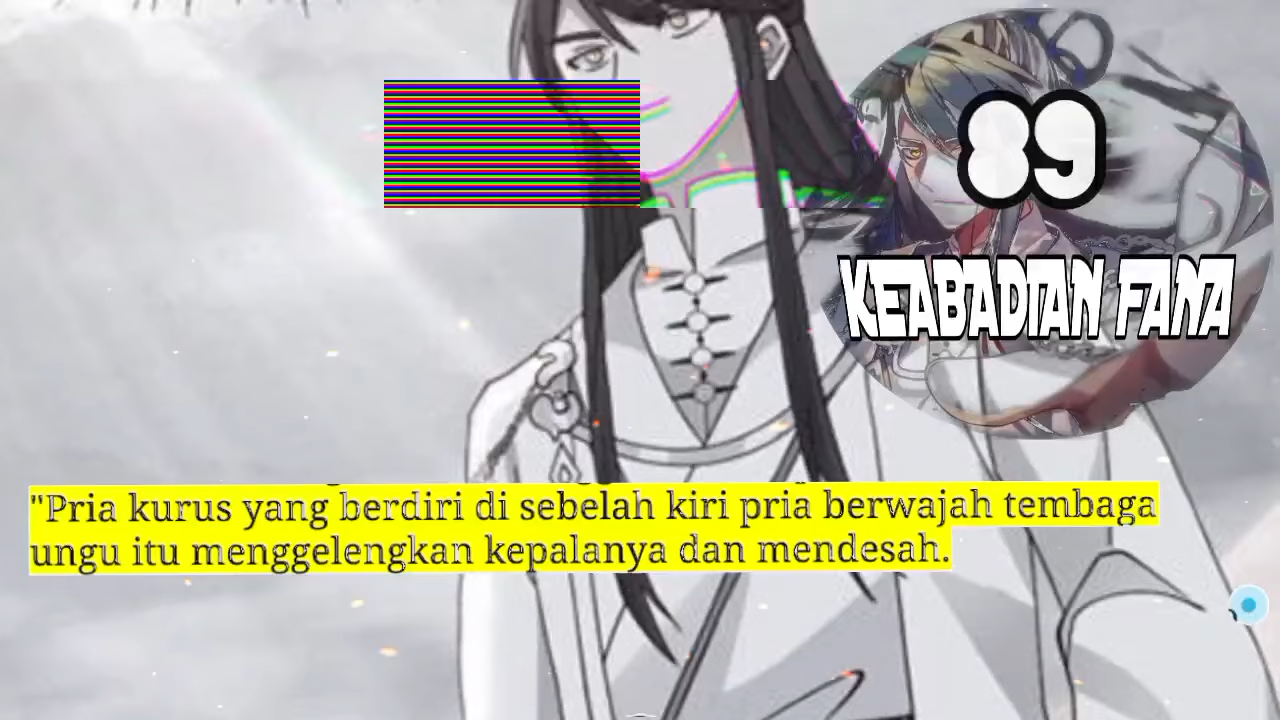 89
KEABADIAN FANA
"Pria kurus yang berdiri di sebelah kiri pria berwajah tembaga
ungu itu menggelengkan kepalanya dan mendesah.